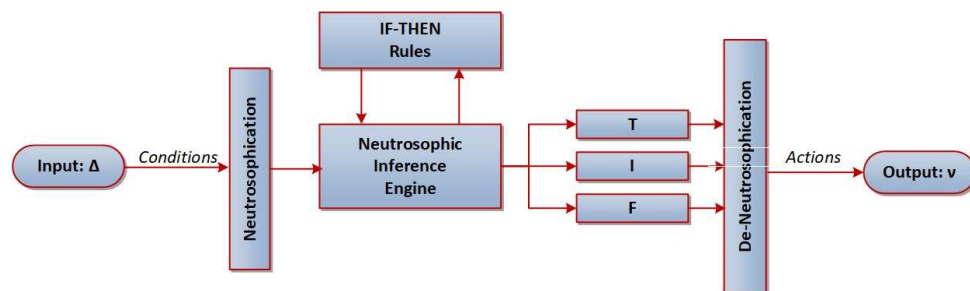 IF-THEN
Rules
Input: Δ
Conditions
Neutrosophication
Neutrosophic
Inference
Engine
T
I
F
De-Neutrosophication
Actions
Output: ν